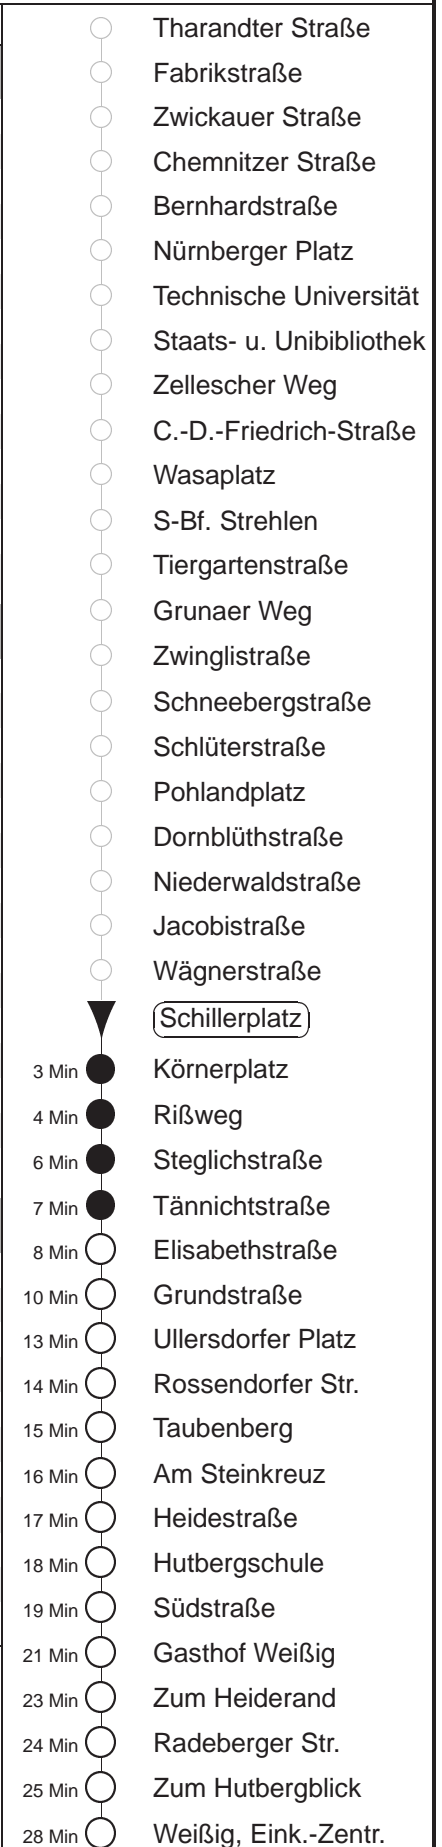 Tharandter Straße
Fabrikstraße
Zwickauer Straße
Chemnitzer Straße
Bernhardstraße
Nürnberger Platz
Technische Universität
Staats- u. Unibibliothek
Zellescher Weg
C.-D.-Friedrich-Straße
Wasaplatz
S-Bf. Strehlen
Tiergartenstraße
Grunaer Weg
Zwinglistraße
Schneebergstraße
Schlüterstraße
Pohlandplatz
Dornblüthstraße
Niederwaldstraße
Jacobistraße
Wägnerstraße
Schillerplatz
3 Min Körnerplatz
4 Min Rißweg
6 Min Steglichstraße
7 Min Tännichtstraße
8 Min Elisabethstraße
10 Min Grundstraße
13 Min Ullersdorfer Platz
14 Min Rossendorfer Str.
15 Min Taubenberg
16 Min Am Steinkreuz
17 Min Heidestraße
18 Min Hutbergschule
19 Min Südstraße
21 Min Gasthof Weißig
23 Min Zum Heiderand
24 Min Radeberger Str.
25 Min Zum Hutbergblick
28 Min Weißig, Eink.-Zentr.